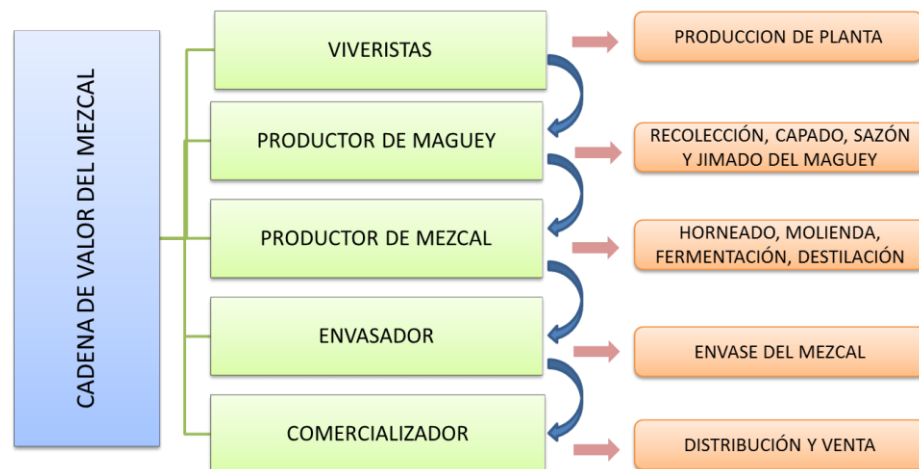 CADENA DE VALOR DEL MEZCAL
VIVERISTAS
PRODUCCION DE PLANTA
PRODUCTOR DE MAGUEY
RECOLECCIÓN, CAPADO, SAZÓN
Y JIMADO DEL MAGUEY
PRODUCTOR DE MEZCAL
HORNEADO, MOLIENDA,
FERMENTACIÓN, DESTILACIÓN
ENVASADOR
ENVASE DEL MEZCAL
COMERCIALIZADOR
DISTRIBUCIÓN Y VENTA